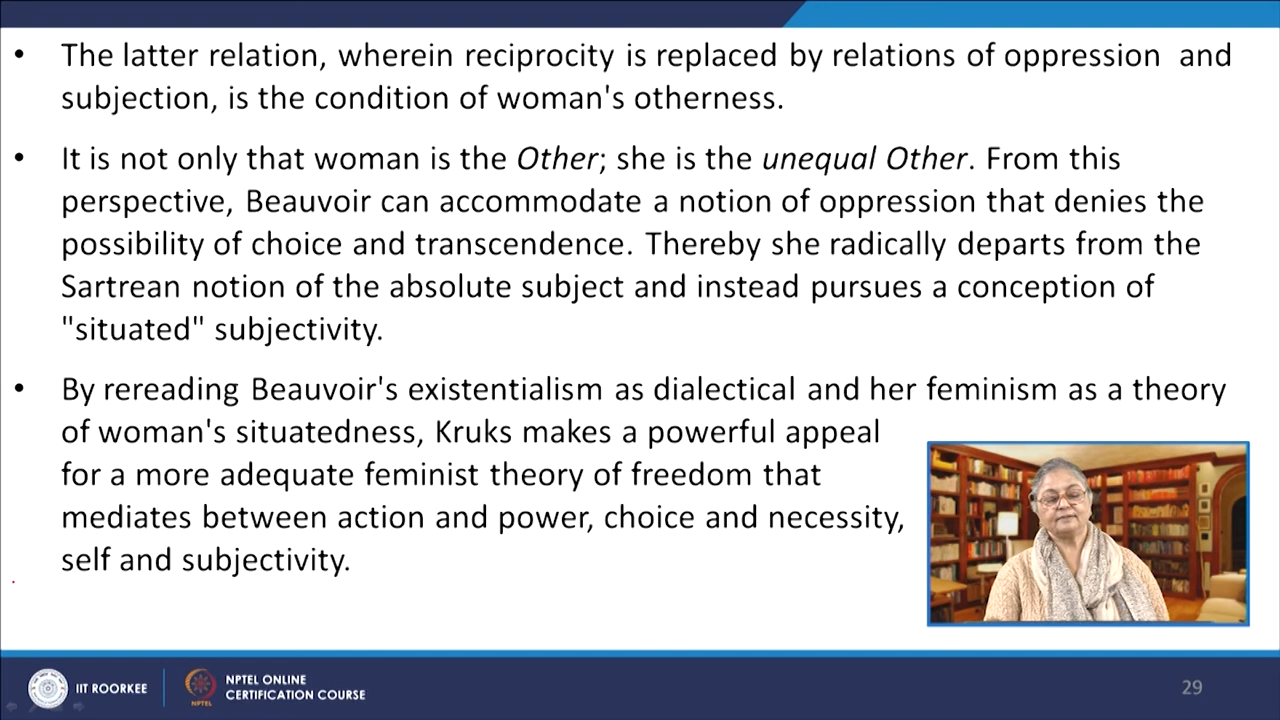 • The latter relation, wherein reciprocity is replaced by relations of oppression and
subjection, is the condition of woman's otherness.
• It is not only that woman is the Other; she is the unequal Other. From this
perspective, Beauvoir can accommodate a notion of oppression that denies the
possibility of choice and transcendence. Thereby she radically departs from the
Sartrean notion of the absolute subject and instead pursues a conception of
"situated" subjectivity.
• By rereading Beauvoir's existentialism as dialectical and her feminism as a theory
of woman's situatedness, Kruks makes a powerful appeal
for a more adequate feminist theory of freedom that
mediates between action and power, choice and necessity,
self and subjectivity.
IIT ROORKEE
NPTEL
NPTEL ONLINE
CERTIFICATION COURSE
29